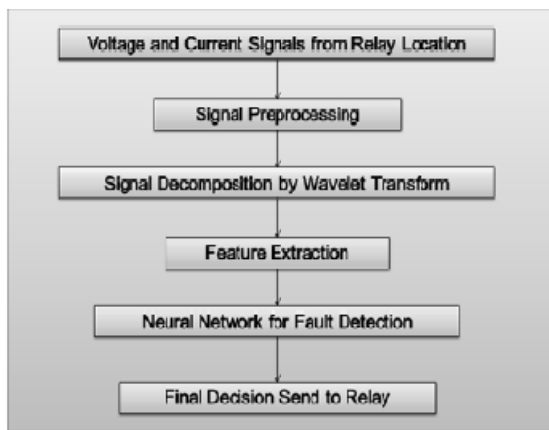 Voltage and Current Signals from Relay Location
Signal Preprocessing
Signal Decomposition by Wavelet Transform
Feature Extraction
Neural Network for Fault Detection
Final Decision Send to Relay